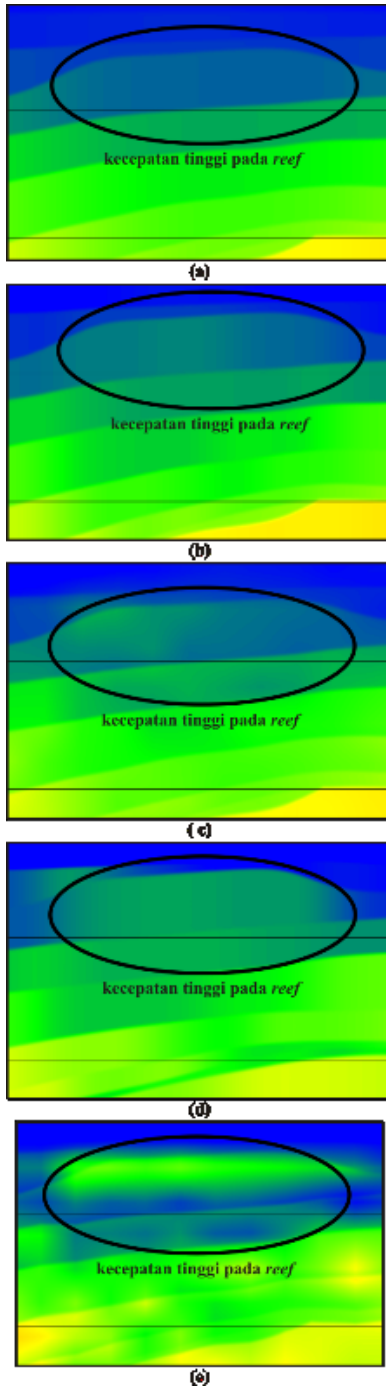 kecepatan tinggi pada reef
(a)
kecepatan tinggi pada reef
(b)
kecepatan tinggi pada reef
( c)
kecepatan tinggi pada reef
(d)
kecepatan tinggi pada reef
(e)